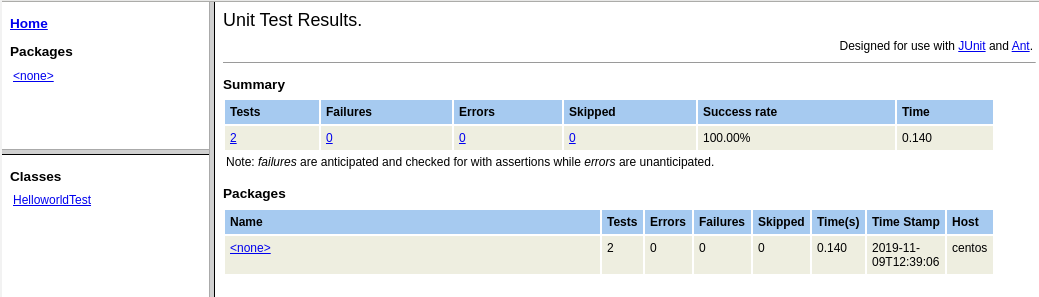 Home
Packages
<none>
Classes
HelloworldTest
Unit Test Results.
Designed for use with JUnit and Ant.
Summary
Tests Failures Errors Skipped Success rate Time
2 0 0 0 100.00% 0.140
Note: failures are anticipated and checked for with assertions while errors are unanticipated.
Packages
Name Tests Errors Failures Skipped Time(s) Time Stamp Host
<none> 2 0 0 0 0.140 2019-11- centos
09T12:39:06